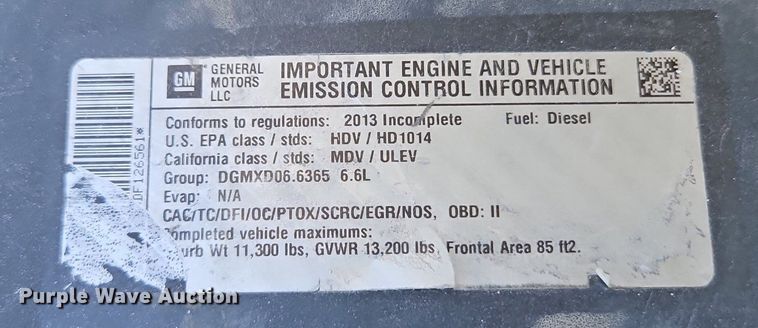 GM GENERAL MOTORS LLC
IMPORTANT ENGINE AND VEHICLE
EMISSION CONTROL INFORMATION
Conforms to regulations: 2013 Incomplete Fuel: Diesel
U.S. EPA class / stds: HDV / HD1014
California class / stds: MDV / ULEV
Group: DGMXD06.6365 6.6L
Evap: N/A
CAC/TC/DFI/OC/PTOX/SCRC/EGR/NOS, OBD: II
ompleted vehicle maximums:
urb Wt 11,300 lbs, GVWR 13,200 lbs, Frontal Area 85 ft2.
DF126561*
Purple Wave Auction